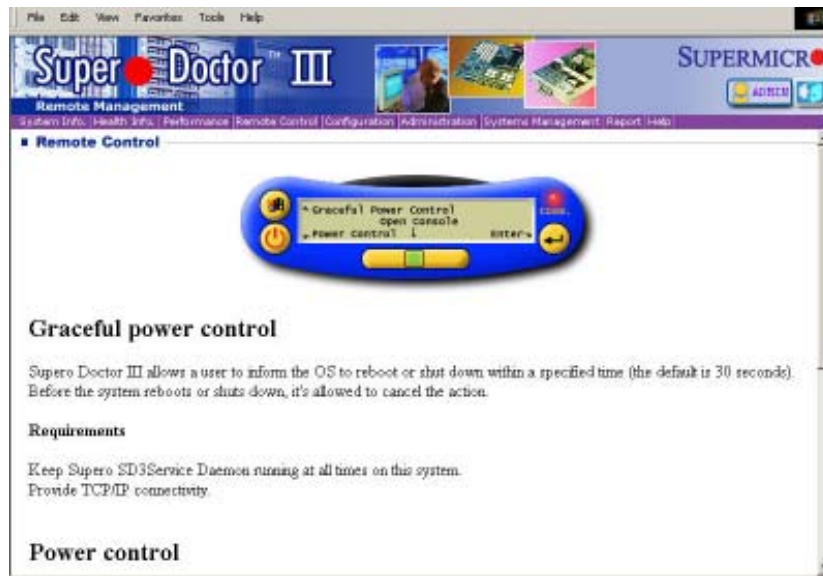 File Edit View Favorites Tools Help
Super Doctor™ III
SUPERMICR
Remote Management
ADMIN
System Info. Health Info. Performance Remote Control Configuration Administration Systems Management Report Help
Remote Control
Graceful Power Control
Open Console
Power Control
Enter
Graceful power control
Supero Doctor III allows a user to inform the OS to reboot or shut down within a specified time (the default is 30 seconds).
Before the system reboots or shuts down, it's allowed to cancel the action.
Requirements
Keep Supero SD3Service Daemon running at all times on this system.
Provide TCP/IP connectivity.
Power control